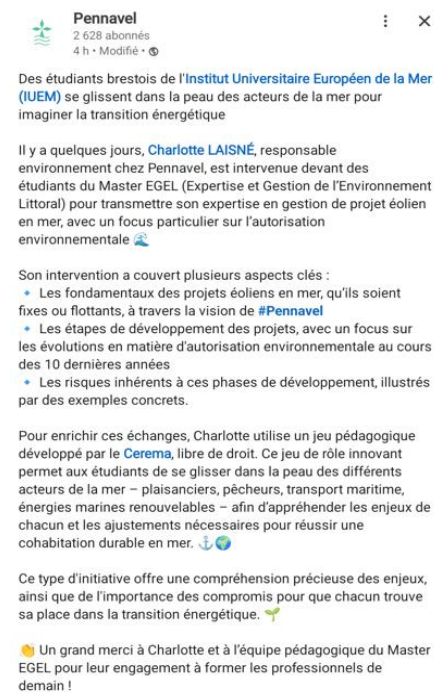 Pennavel
2 628 abonnés
4 h • Modifié •
Des étudiants brestois de l'Institut Universitaire Européen de la Mer
(IUEM) se glissent dans la peau des acteurs de la mer pour
imaginer la transition énergétique
Il y a quelques jours, Charlotte LAISNÉ, responsable
environnement chez Pennavel, est intervenue devant des
étudiants du Master EGEL (Expertise et Gestion de l'Environnement
Littoral) pour transmettre son expertise en gestion de projet éolien
en mer, avec un focus particulier sur l'autorisation
environnementale 🌊
Son intervention a couvert plusieurs aspects clés :
🔹 Les fondamentaux des projets éoliens en mer, qu'ils soient
fixes ou flottants, à travers la vision de #Pennavel
🔹 Les étapes de développement des projets, avec un focus sur
les évolutions en matière d'autorisation environnementale au cours
des 10 dernières années
🔹 Les risques inhérents à ces phases de développement, illustrés
par des exemples concrets.
Pour enrichir ces échanges, Charlotte utilise un jeu pédagogique
développé par le Cerema, libre de droit. Ce jeu de rôle innovant
permet aux étudiants de se glisser dans la peau des différents
acteurs de la mer – plaisanciers, pêcheurs, transport maritime,
énergies marines renouvelables – afin d'appréhender les enjeux de
chacun et les ajustements nécessaires pour réussir une
cohabitation durable en mer. ⚓🌍
Ce type d'initiative offre une compréhension précieuse des enjeux,
ainsi que de l'importance des compromis pour que chacun trouve
sa place dans la transition énergétique. 🌱
👏 Un grand merci à Charlotte et à l'équipe pédagogique du Master
EGEL pour leur engagement à former les professionnels de
demain !